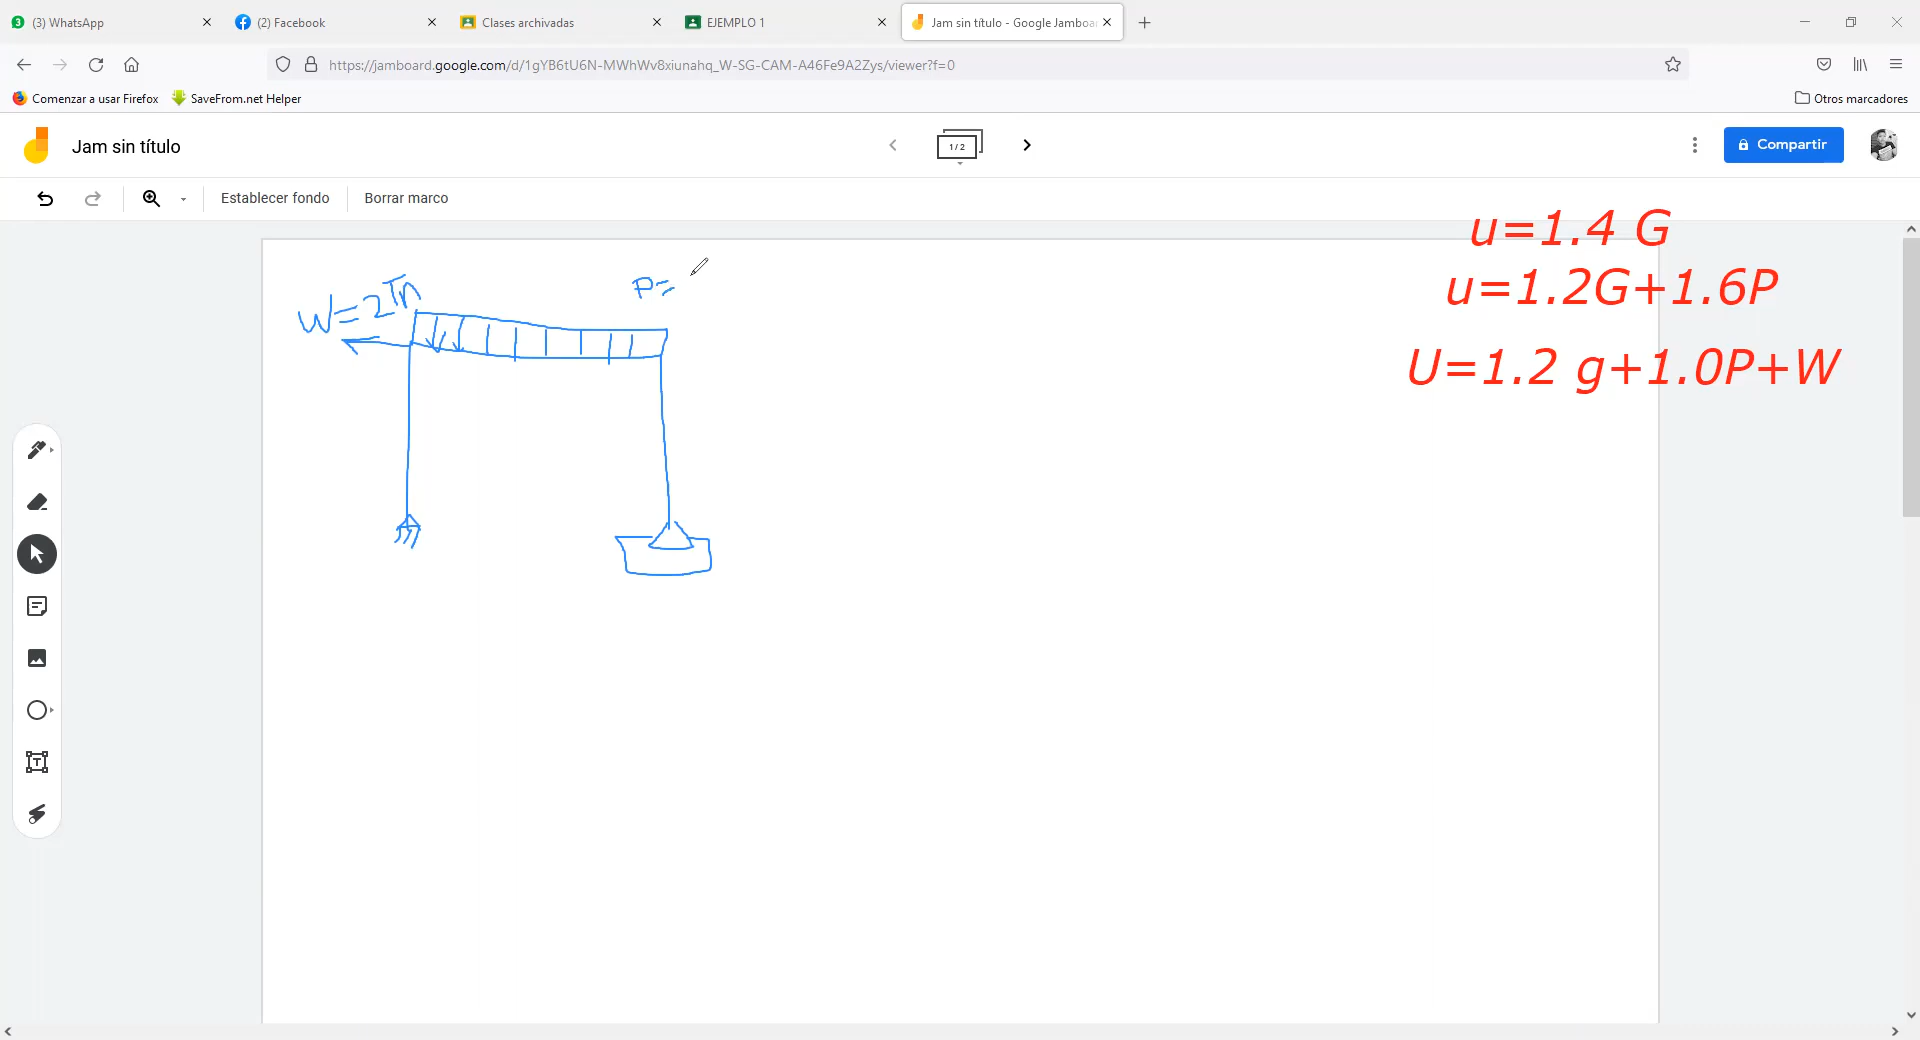 3 (3) WhatsApp
(2) Facebook
Clases archivadas
EJEMPLO 1
Jam sin título - Google Jamboar
https://jamboard.google.com/d/1gYB6tU6N-MWhWv8xiunahq_W-SG-CAM-A46Fe9A2Zys/viewer?f=0
Comenzar a usar Firefox
SaveFrom.net Helper
Otros marcadores
Jam sin título
1 / 2
Compartir
Establecer fondo
Borrar marco
u=1.4 G
u=1.2G+1.6P
U=1.2 g+1.0P+W
W=2Tn
P=